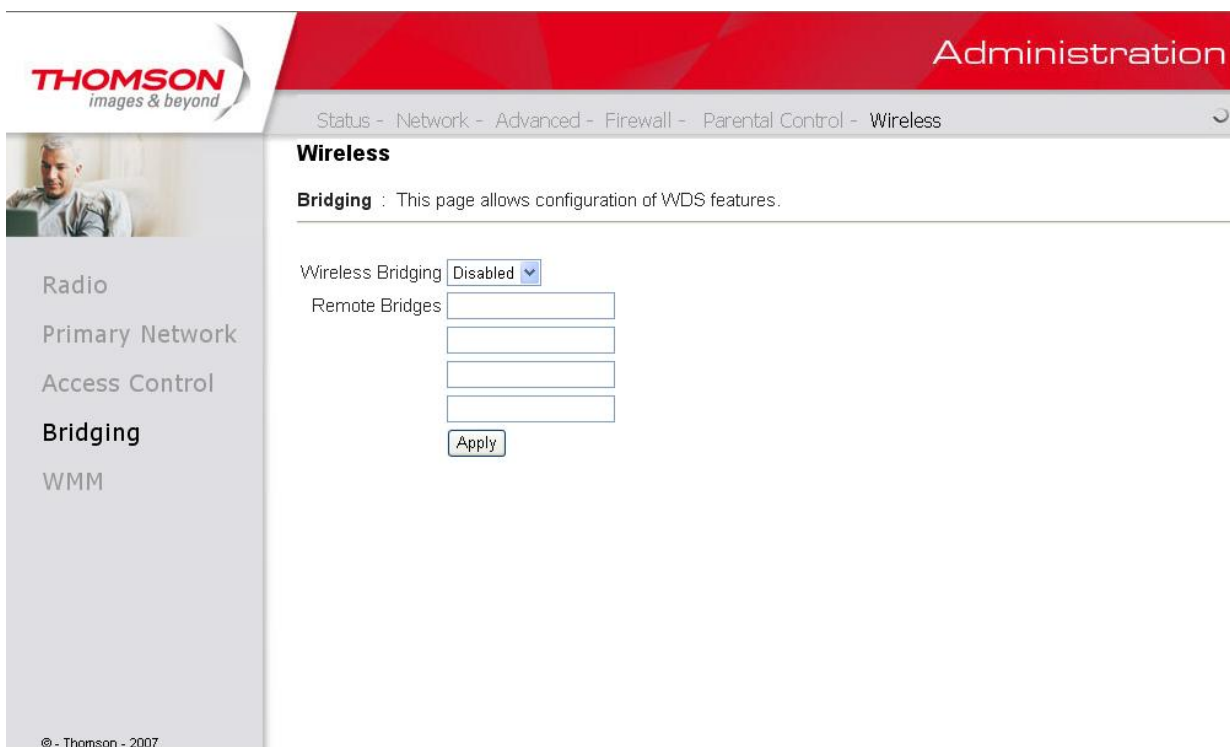 THOMSON
images & beyond
Administration
Status - Network - Advanced - Firewall - Parental Control - Wireless
Wireless
Bridging : This page allows configuration of WDS features.
Radio
Primary Network
Access Control
Bridging
WMM
Wireless Bridging Disabled
Remote Bridges
Apply
© - Thomson - 2007